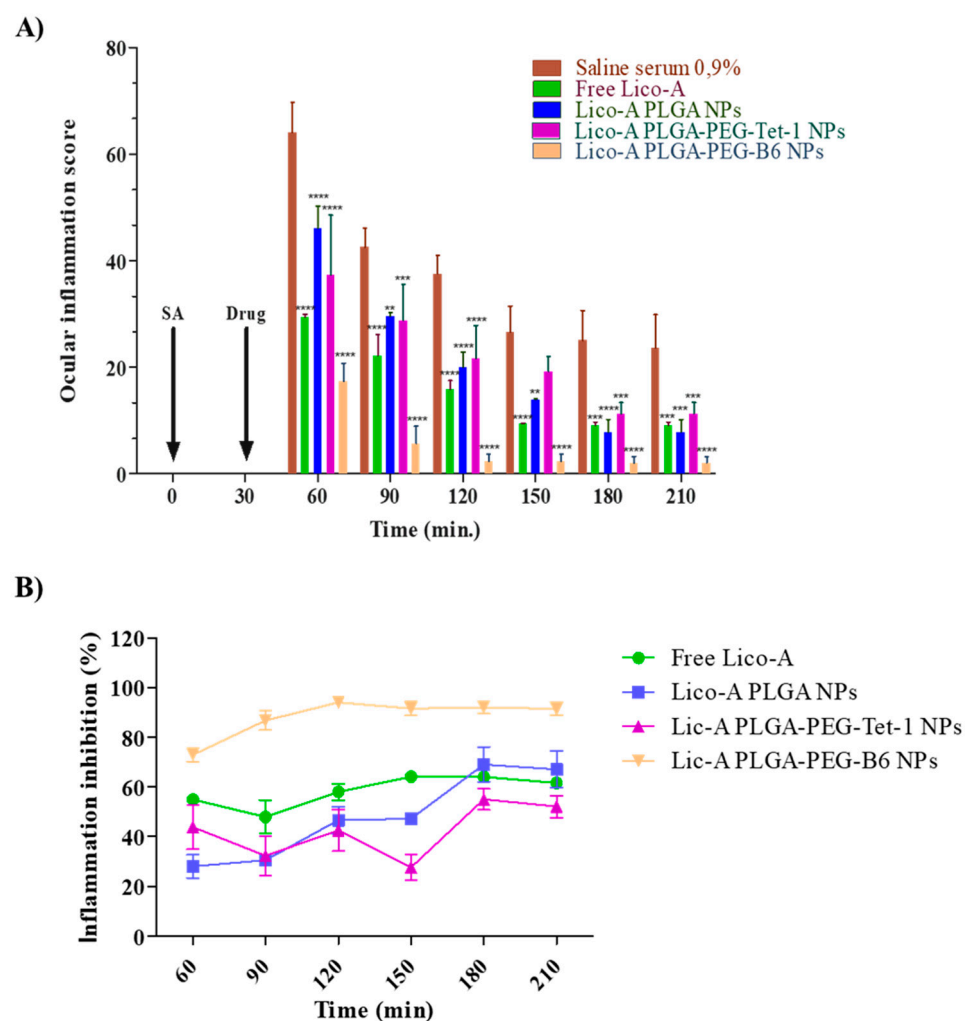 A)
80
60
40
20
0
Ocular inflammation score
Saline serum 0,9%
Free Lico-A
Lico-A PLGA NPs
Lico-A PLGA-PEG-Tet-1 NPs
Lico-A PLGA-PEG-B6 NPs
SA
Drug
**** **** **** ****
**** ** *** ****
**** **** **** ****
**** ** ****
*** **** *** ****
*** *** *** ****
0 30 60 90 120 150 180 210
Time (min.)
B)
120
100
80
60
40
20
0
Inflammation inhibition (%)
Free Lico-A
Lico-A PLGA NPs
Lic-A PLGA-PEG-Tet-1 NPs
Lic-A PLGA-PEG-B6 NPs
60 90 120 150 180 210
Time (min)